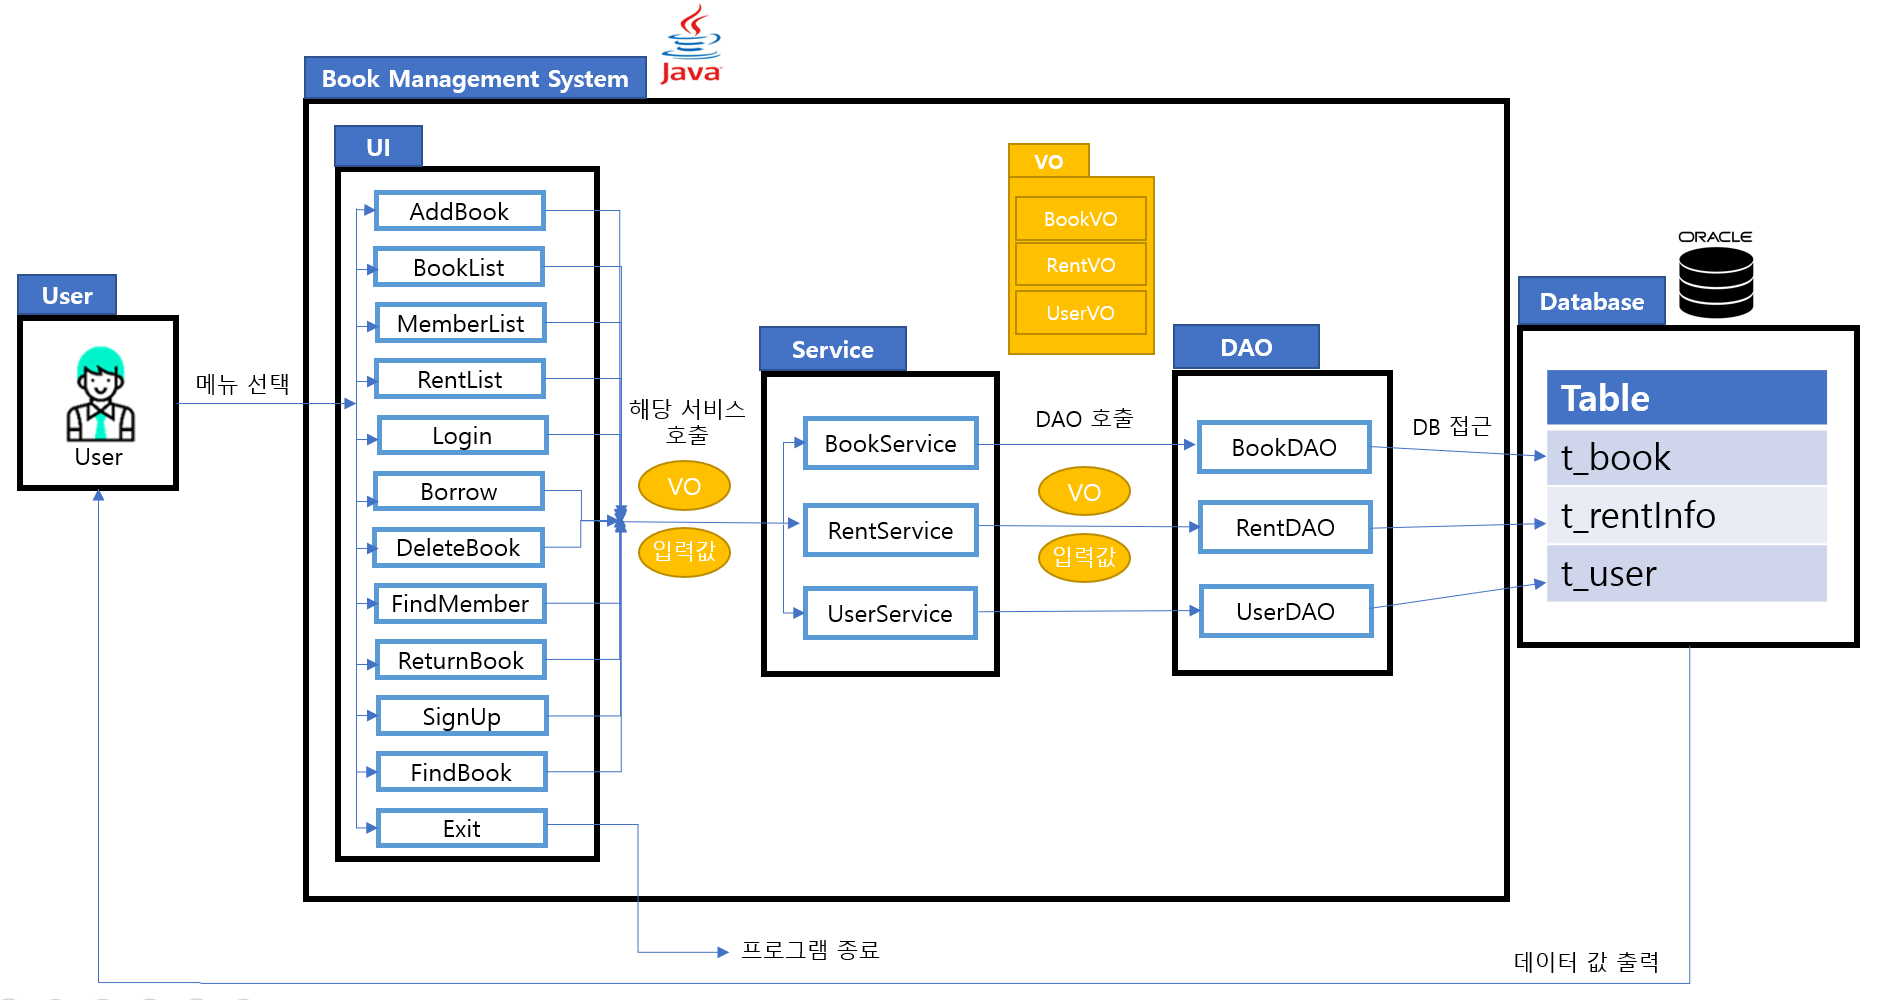 Java
Book Management System
UI
AddBook
BookList
MemberList
RentList
Login
Borrow
DeleteBook
FindMember
ReturnBook
SignUp
FindBook
Exit
User
User
메뉴 선택
해당 서비스
호출
VO
입력값
Service
BookService
RentService
UserService
VO
BookVO
RentVO
UserVO
DAO 호출
VO
입력값
DAO
BookDAO
RentDAO
UserDAO
DB 접근
ORACLE
Database
Table
t_book
t_rentInfo
t_user
프로그램 종료
데이터 값 출력